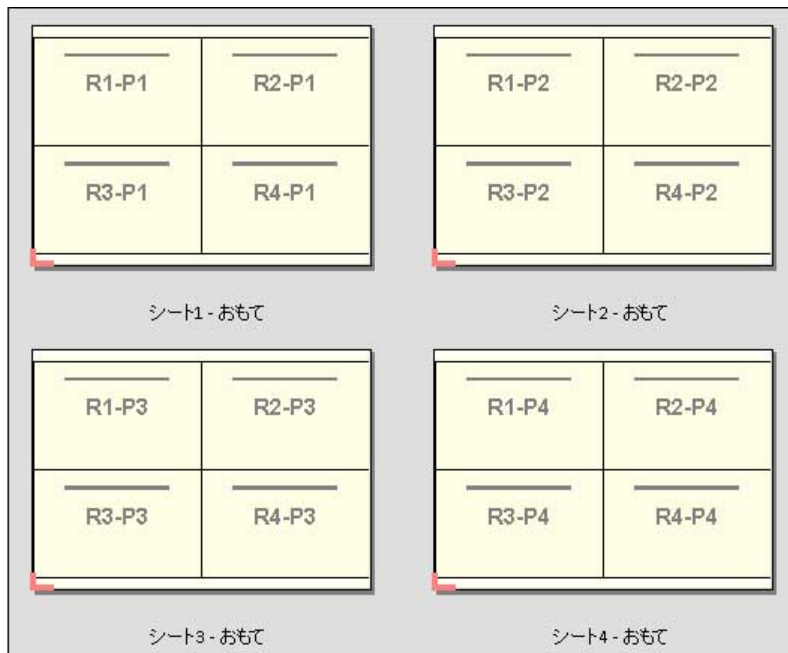 R1-P1 R2-P1
R3-P1 R4-P1
シート1 - おもて
R1-P2 R2-P2
R3-P2 R4-P2
シート2 - おもて
R1-P3 R2-P3
R3-P3 R4-P3
シート3 - おもて
R1-P4 R2-P4
R3-P4 R4-P4
シート4 - おもて